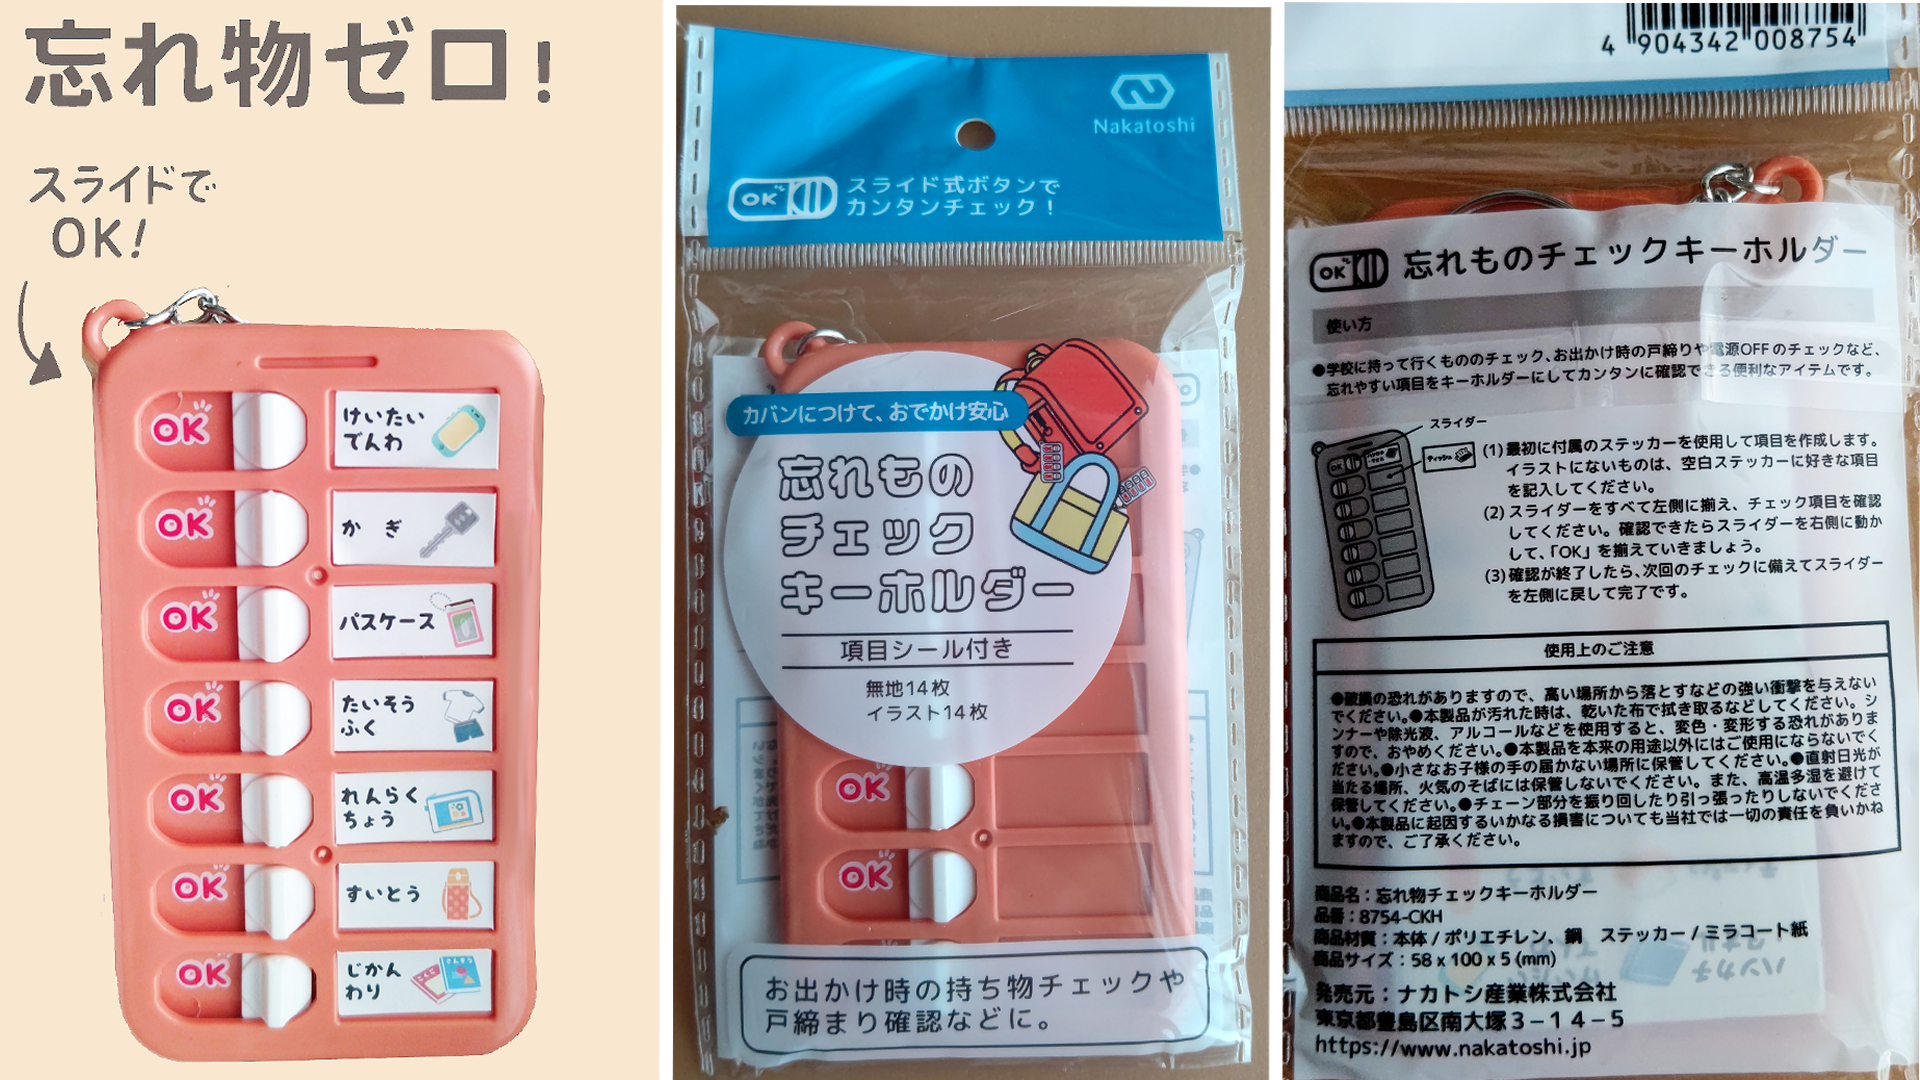 忘れ物ゼロ!
スライドで
OK!
OK
けいたい
でんわ
OK
かぎ
OK
パスケース
OK
たいそう
ふく
OK
れんらく
ちょう
OK
すいとう
OK
じかん
わり
Nakatoshi
OK
スライド式ボタンで
カンタンチェック!
カバンにつけて、おでかけ安心
忘れもの
チェック
キーホルダー
項目シール付き
無地14枚
イラスト14枚
OK
OK
お出かけ時の持ち物チェックや
戸締まり確認などに。
4 904342 008754
OK 忘れものチェックキーホルダー
使い方
●学校に持って行くもののチェック、お出かけ時の戸締りや電源OFFのチェックなど、
忘れやすい項目をキーホルダーにしてカンタンに確認できる便利なアイテムです。
スライダー
ティッシュ
(1)最初に付属のステッカーを使用して項目を作成します。
イラストにないものは、空白ステッカーに好きな項目
を記入してください。
(2)スライダーをすべて左側に揃え、チェック項目を確認
してください。確認できたらスライダーを右側に動か
して、「OK」を揃えていきましょう。
(3)確認が終了したら、次回のチェックに備えてスライダー
を左側に戻して完了です。
使用上のご注意
●破損の恐れがありますので、高い場所から落とすなどの強い衝撃を与えない
でください。●本製品が汚れた時は、乾いた布で拭き取るなどしてください。シ
ンナーや除光液、アルコールなどを使用すると、変色・変形する恐れがありま
すので、おやめください。●本製品を本来の用途以外にはご使用にならないでく
ださい。●小さなお子様の手の届かない場所に保管してください。●直射日光が
当たる場所、火気のそばには保管しないでください。また、高温多湿を避けて
保管してください。●チェーン部分を振り回したり引っ張ったりしないでくださ
い。●本製品に起因するいかなる損害についても当社では一切の責任を負いかね
ますので、ご了承ください。
商品名:忘れ物チェックキーホルダー
品番:8754-CKH
商品材質:本体/ポリエチレン、鋼 ステッカー/ミラコート紙
商品サイズ:58 x 100 x 5 (mm)
発売元:ナカトシ産業株式会社
東京都豊島区南大塚3-14-5
https://www.nakatoshi.jp